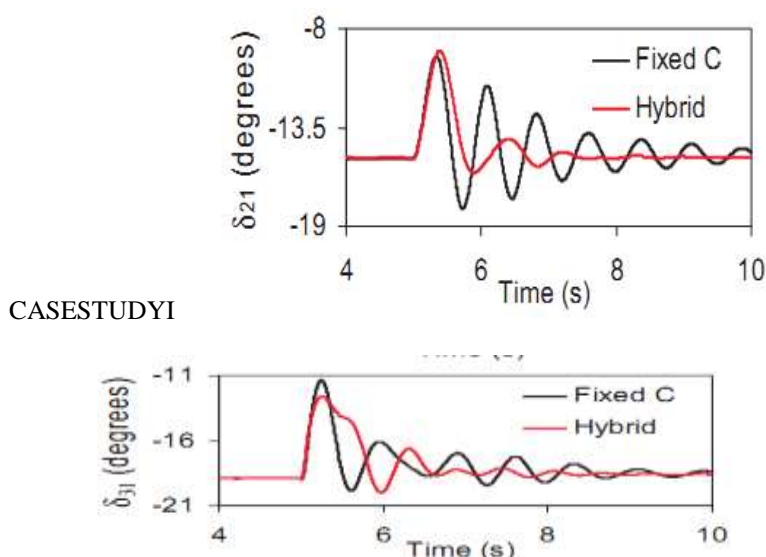 -8
Fixed C
Hybrid
-13.5
δ21 (degrees)
-19
4 6 8 10
Time (s)
CASESTUDYI
-11
Fixed C
Hybrid
-16
δ31 (degrees)
-21
4 6 8 10
Time (s)